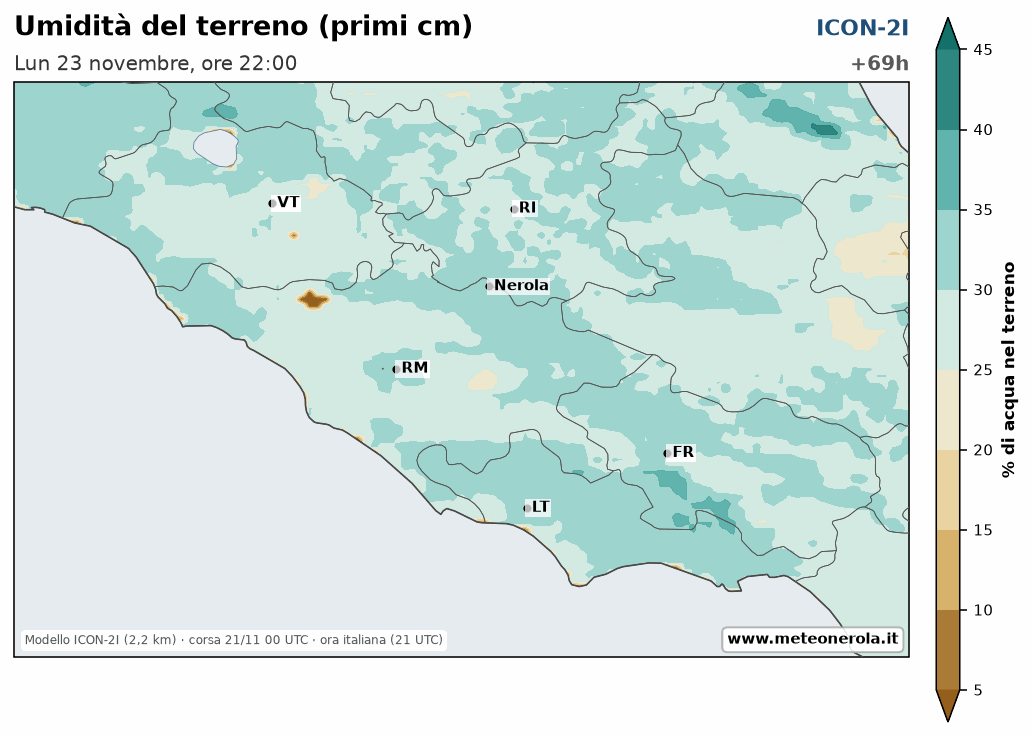 Umidità del terreno (primi cm)
ICON-2I
Lun 23 novembre, ore 22:00
+69h
VT
RI
Nerola
RM
FR
LT
45
40
35
30
25
20
15
10
5
% di acqua nel terreno
Modello ICON-2I (2,2 km) · corsa 21/11 00 UTC · ora italiana (21 UTC)
www.meteonerola.it